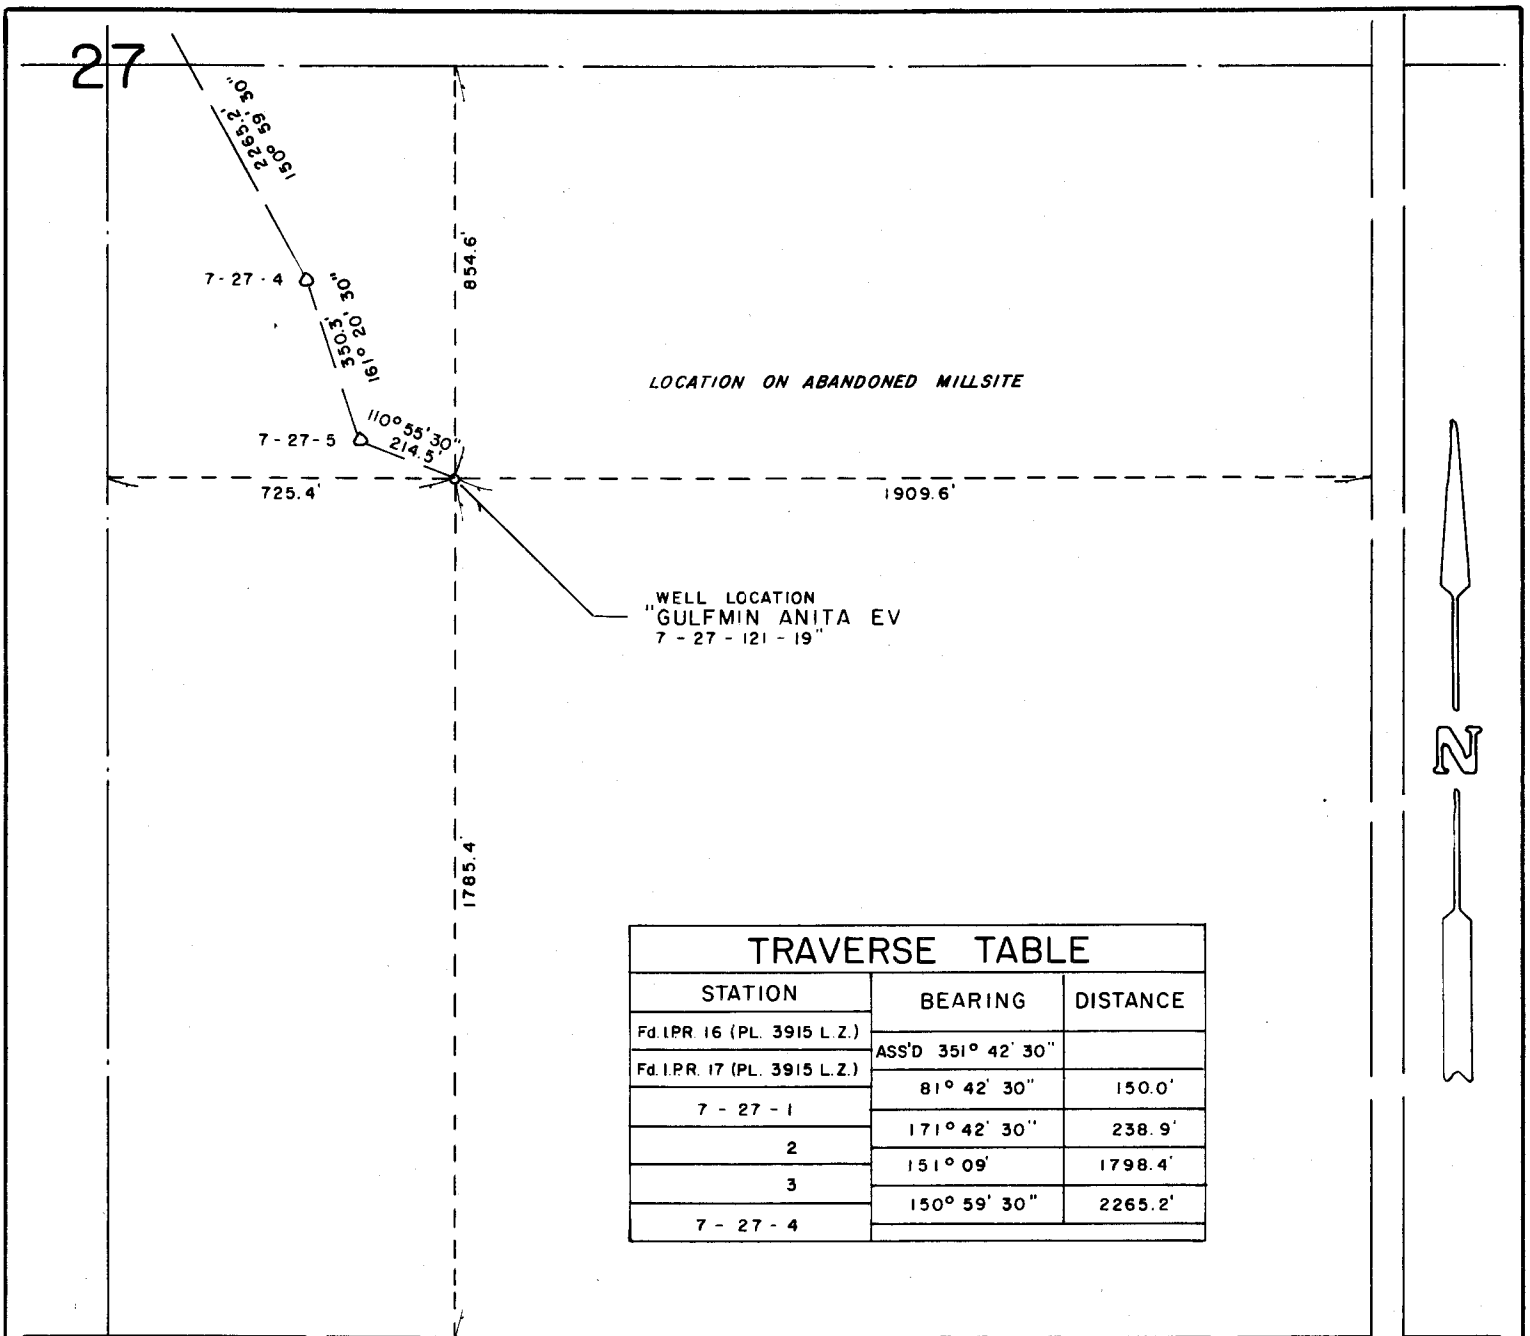 27
2265.2'
150° 59' 30"
854.6'
7-27-4
350.3'
161° 20' 30"
LOCATION ON ABANDONED MILLSITE
7-27-5
110° 55' 30"
214.5'
725.4'
1909.6'
WELL LOCATION
"GULFMIN ANITA EV
7 - 27 - 121 - 19"
N
1785.4'
TRAVERSE TABLE
STATION BEARING DISTANCE
Fd. I.P.R. 16 (PL. 3915 L.Z.)
ASS'D 351° 42' 30"
Fd. I.P.R. 17 (PL. 3915 L.Z.)
81° 42' 30" 150.0'
7 - 27 - 1
171° 42' 30" 238.9'
2
151° 09' 1798.4'
3
150° 59' 30" 2265.2'
7 - 27 - 4